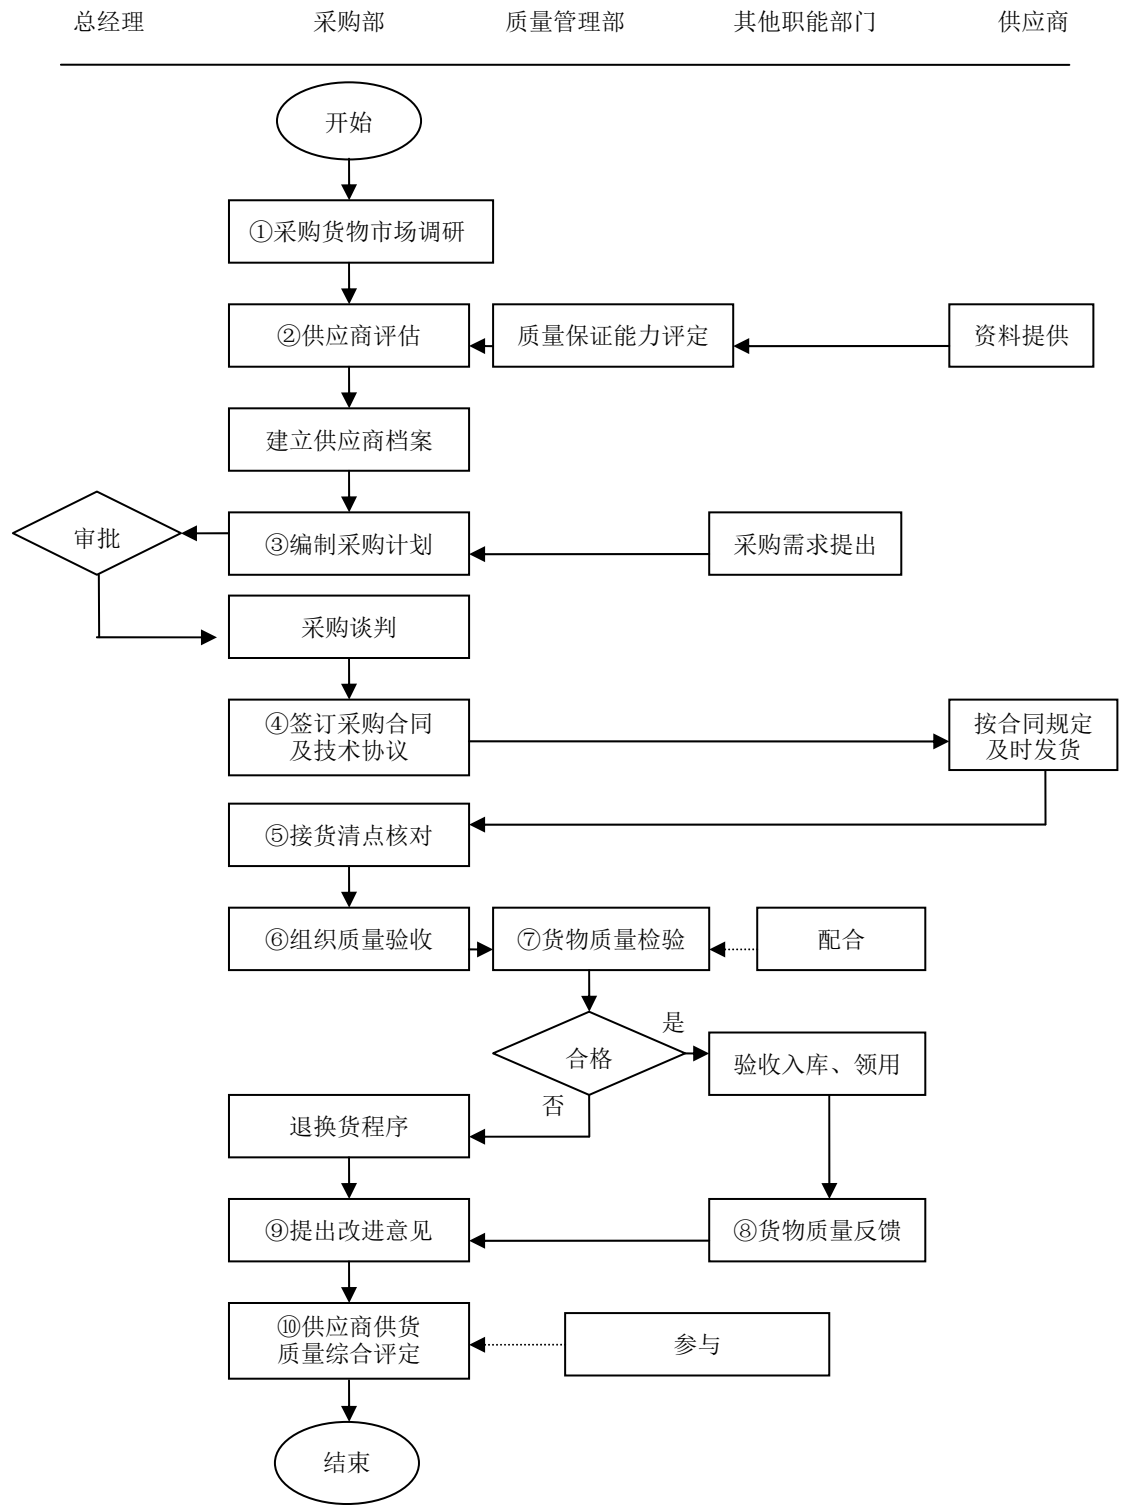 总经理 采购部 质量管理部 其他职能部门 供应商
开始
①采购货物市场调研
②供应商评估 质量保证能力评定 资料提供
建立供应商档案
审批 ③编制采购计划 采购需求提出
采购谈判
④签订采购合同
及技术协议
按合同规定
及时发货
⑤接货清点核对
⑥组织质量验收 ⑦货物质量检验 配合
是
合格 验收入库、领用
否
退换货程序
⑨提出改进意见 ⑧货物质量反馈
⑩供应商供货
质量综合评定
参与
结束